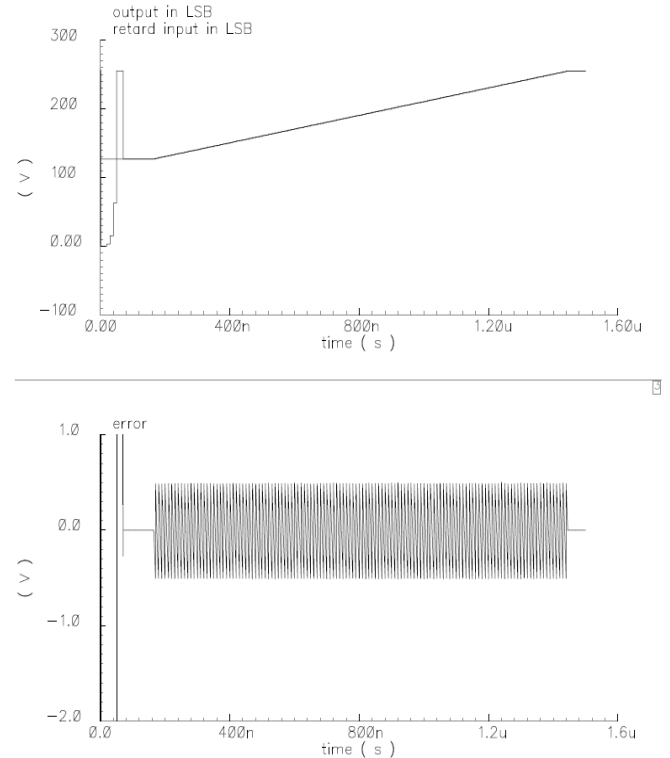 output in LSB
retard input in LSB
300
200
100
0.00
-100
( V )
0.00 400n 800n 1.20u 1.60u
time ( s )
3
error
1.0
0.0
-1.0
-2.0
( V )
0.0 400n 800n 1.2u 1.6u
time ( s )